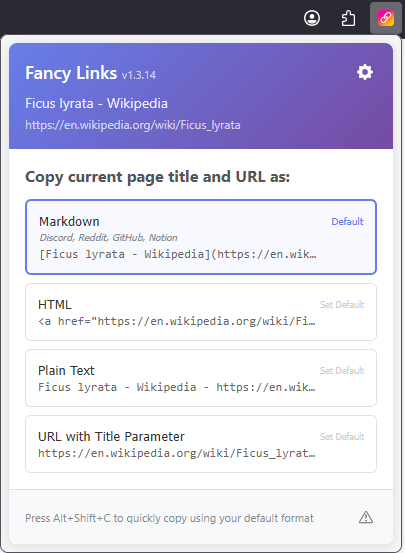 Fancy Links v1.3.14
Ficus lyrata - Wikipedia
https://en.wikipedia.org/wiki/Ficus_lyrata
Copy current page title and URL as:
Markdown Default
Discord, Reddit, GitHub, Notion
[Ficus lyrata - Wikipedia](https://en.wik…
HTML Set Default
<a href="https://en.wikipedia.org/wiki/Fi…
Plain Text Set Default
Ficus lyrata - Wikipedia - https://en.wik…
URL with Title Parameter Set Default
https://en.wikipedia.org/wiki/Ficus_lyrat…
Press Alt+Shift+C to quickly copy using your default format